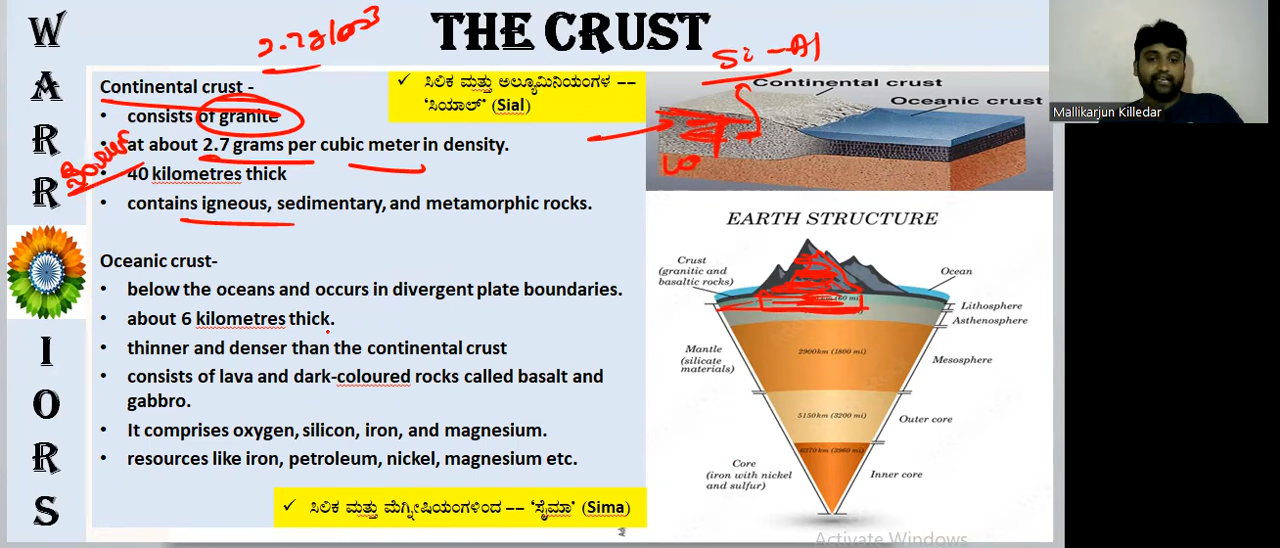 WARRIORS
THE CRUST
Continental crust -
• consists of granite
• at about 2.7 grams per cubic meter in density.
• 40 kilometres thick
• contains igneous, sedimentary, and metamorphic rocks.
✓ ಸಿಲಿಕ ಮತ್ತು ಅಲ್ಯೂಮಿನಿಯಂಗಳ --
'ಸಿಯಾಲ್' (Sial)
Oceanic crust-
• below the oceans and occurs in divergent plate boundaries.
• about 6 kilometres thick.
• thinner and denser than the continental crust
• consists of lava and dark-coloured rocks called basalt and
gabbro.
• It comprises oxygen, silicon, iron, and magnesium.
• resources like iron, petroleum, nickel, magnesium etc.
✓ ಸಿಲಿಕ ಮತ್ತು ಮೆಗ್ನೀಷಿಯಂಗಳಿಂದ -- 'ಸೈಮಾ' (Sima)
2
Si - Al
Continental crust
Oceanic crust
EARTH STRUCTURE
Crust
(granitic and
basaltic rocks)
Ocean
Lithosphere
Asthenosphere
Mantle
(silicate
materials)
2900km (1800 mi)
Mesosphere
5150km (3200 mi)
Outer core
6370 km (3960 mi)
Core
(iron with nickel
and sulfur)
Inner core
Mallikarjun Killedar
Activate Windows